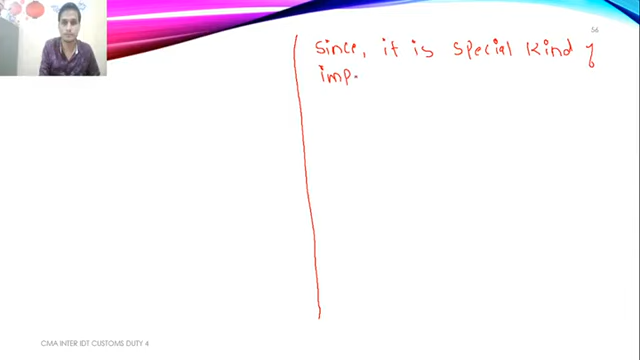 56
Since, it is special kind of
imp.
CMA INTER IDT CUSTOMS DUTY 4